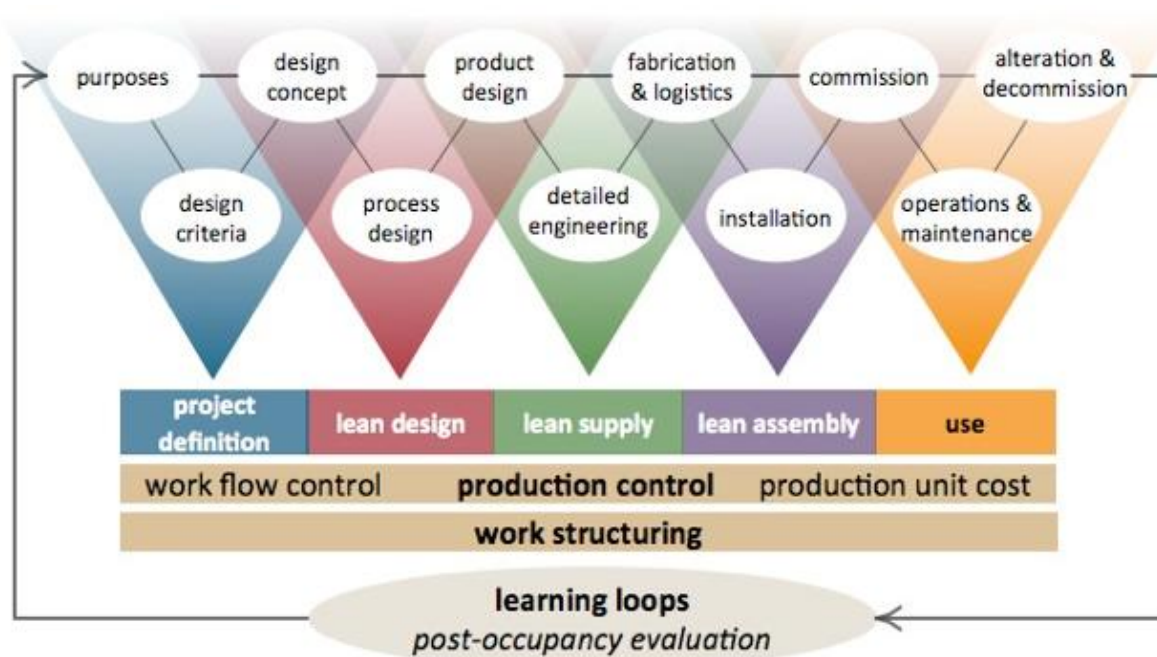 purposes
design
concept
product
design
fabrication
& logistics
commission
alteration &
decommission
design
criteria
process
design
detailed
engineering
installation
operations &
maintenance
project
definition
lean design
lean supply
lean assembly
use
work flow control
production control
production unit cost
work structuring
learning loops
post-occupancy evaluation